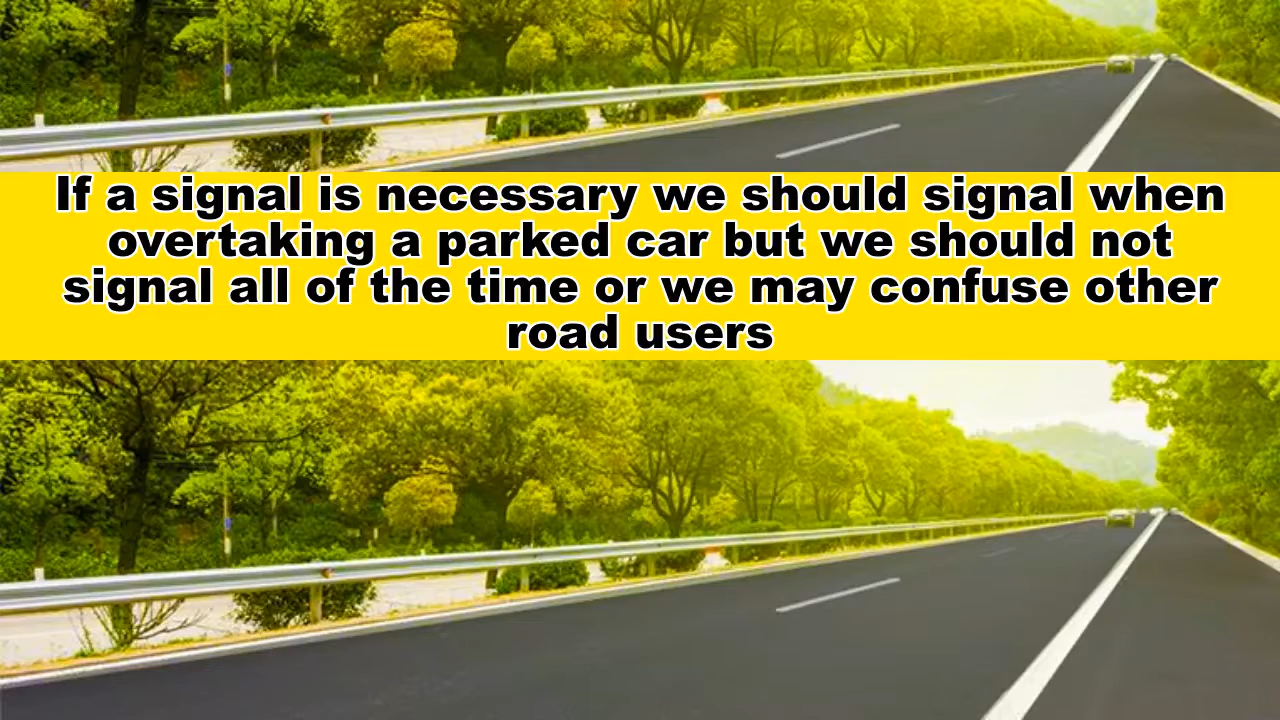 If a signal is necessary we should signal when
overtaking a parked car but we should not
signal all of the time or we may confuse other
road users